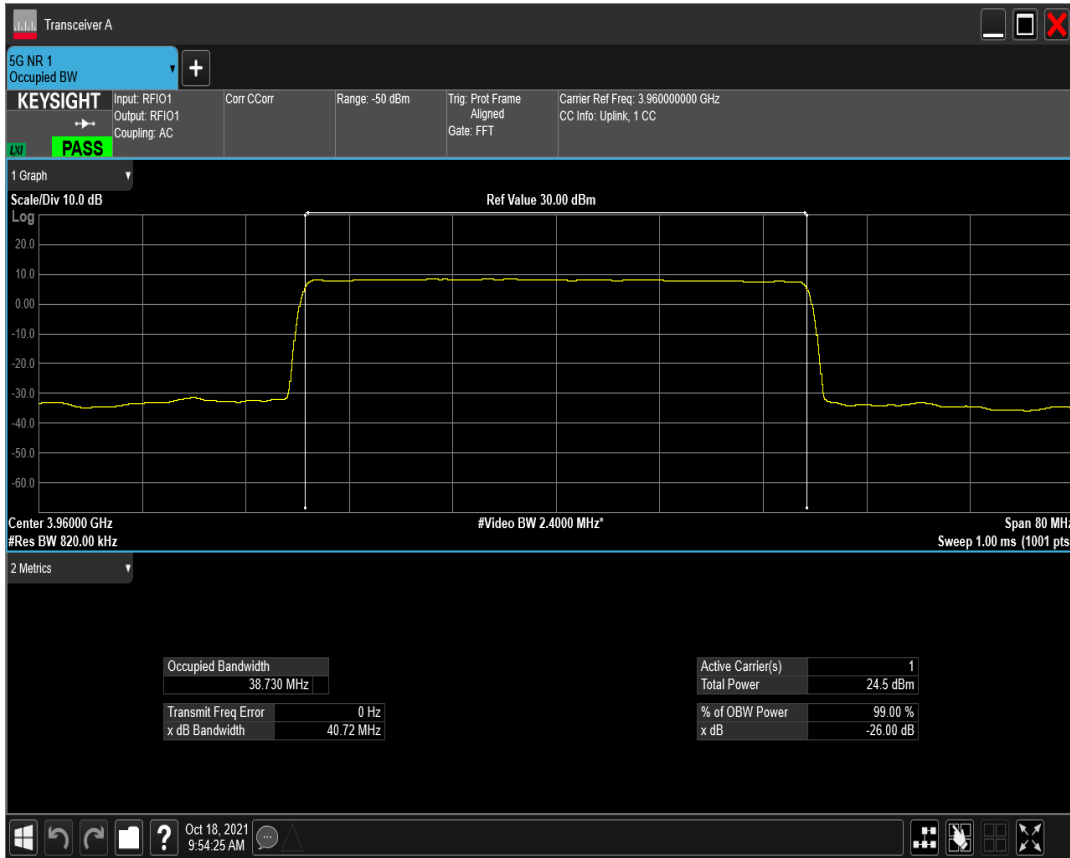 Transceiver A
5G NR 1
Occupied BW
KEYSIGHT
LXI
PASS
Input: RFIO1
Output: RFIO1
Coupling: AC
Corr CCorr
Range: -50 dBm
Trig: Prot Frame
Aligned
Gate: FFT
Carrier Ref Freq: 3.960000000 GHz
CC Info: Uplink, 1 CC
1 Graph
Scale/Div 10.0 dB
Ref Value 30.00 dBm
Log
20.0
10.0
0.00
-10.0
-20.0
-30.0
-40.0
-50.0
-60.0
Center 3.96000 GHz
#Video BW 2.4000 MHz*
Span 80 MHz
#Res BW 820.00 kHz
Sweep 1.00 ms (1001 pts
2 Metrics
Occupied Bandwidth
38.730 MHz
Transmit Freq Error 0 Hz
x dB Bandwidth 40.72 MHz
Active Carrier(s) 1
Total Power 24.5 dBm
% of OBW Power 99.00 %
x dB -26.00 dB
Oct 18, 2021
9:54:25 AM